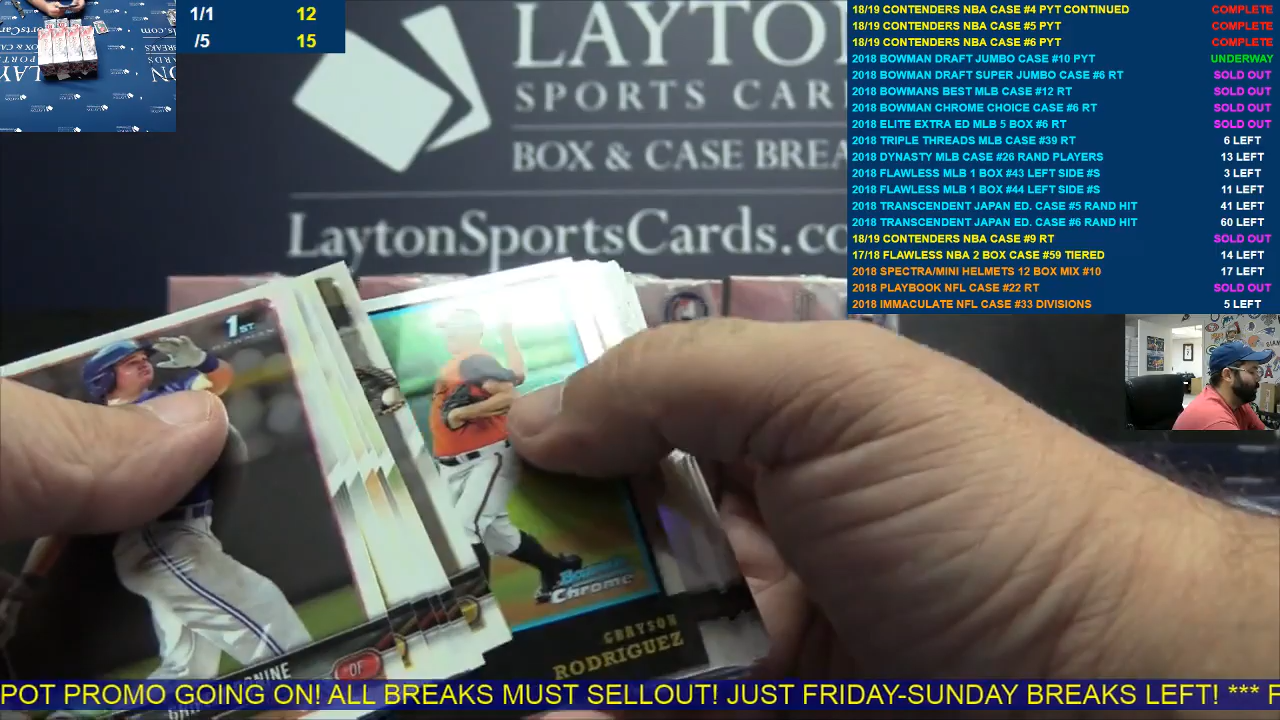 1/1 12
/5 15
18/19 CONTENDERS NBA CASE #4 PYT CONTINUED COMPLETE
18/19 CONTENDERS NBA CASE #5 PYT COMPLETE
18/19 CONTENDERS NBA CASE #6 PYT COMPLETE
2018 BOWMAN DRAFT JUMBO CASE #10 PYT UNDERWAY
2018 BOWMAN DRAFT SUPER JUMBO CASE #6 RT SOLD OUT
2018 BOWMANS BEST MLB CASE #12 RT SOLD OUT
2018 BOWMAN CHROME CHOICE CASE #6 RT SOLD OUT
2018 ELITE EXTRA ED MLB 5 BOX #6 RT SOLD OUT
2018 TRIPLE THREADS MLB CASE #39 RT 6 LEFT
2018 DYNASTY MLB CASE #26 RAND PLAYERS 13 LEFT
2018 FLAWLESS MLB 1 BOX #43 LEFT SIDE #S 3 LEFT
2018 FLAWLESS MLB 1 BOX #44 LEFT SIDE #S 11 LEFT
2018 TRANSCENDENT JAPAN ED. CASE #5 RAND HIT 41 LEFT
2018 TRANSCENDENT JAPAN ED. CASE #6 RAND HIT 60 LEFT
18/19 CONTENDERS NBA CASE #9 RT SOLD OUT
17/18 FLAWLESS NBA 2 BOX CASE #59 TIERED 14 LEFT
2018 SPECTRA/MINI HELMETS 12 BOX MIX #10 17 LEFT
2018 PLAYBOOK NFL CASE #22 RT SOLD OUT
2018 IMMACULATE NFL CASE #33 DIVISIONS 5 LEFT
LAYTON
SPORTS CAR
BOX & CASE BREA
LaytonSportsCards.co
1ST
BOWMAN
Chrome
GRAYSON
RODRIGUEZ
OF
POT PROMO GOING ON! ALL BREAKS MUST SELLOUT! JUST FRIDAY-SUNDAY BREAKS LEFT! ***